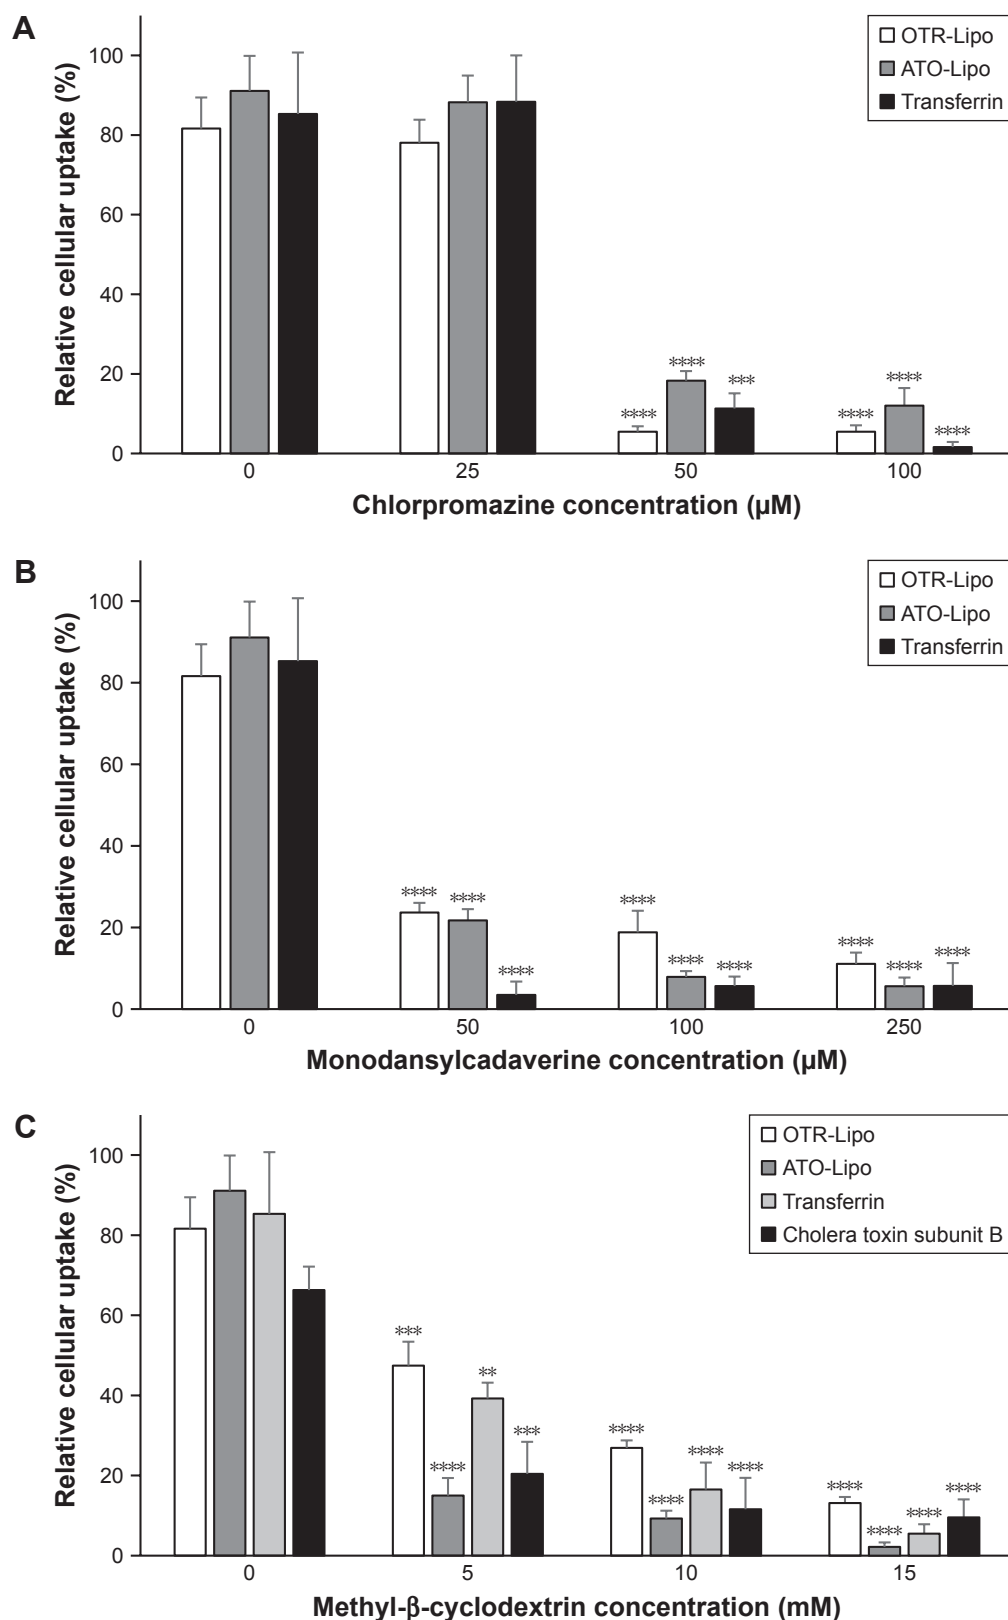 A
Relative cellular uptake (%)
100
80
60
40
20
0
OTR-Lipo
ATO-Lipo
Transferrin
****
****
***
****
****
****
0 25 50 100
Chlorpromazine concentration (µM)
B
Relative cellular uptake (%)
100
80
60
40
20
0
OTR-Lipo
ATO-Lipo
Transferrin
****
****
****
****
****
****
****
****
****
0 50 100 250
Monodansylcadaverine concentration (µM)
C
Relative cellular uptake (%)
100
80
60
40
20
0
OTR-Lipo
ATO-Lipo
Transferrin
Cholera toxin subunit B
***
****
**
***
****
****
****
****
****
****
****
****
0 5 10 15
Methyl-β-cyclodextrin concentration (mM)